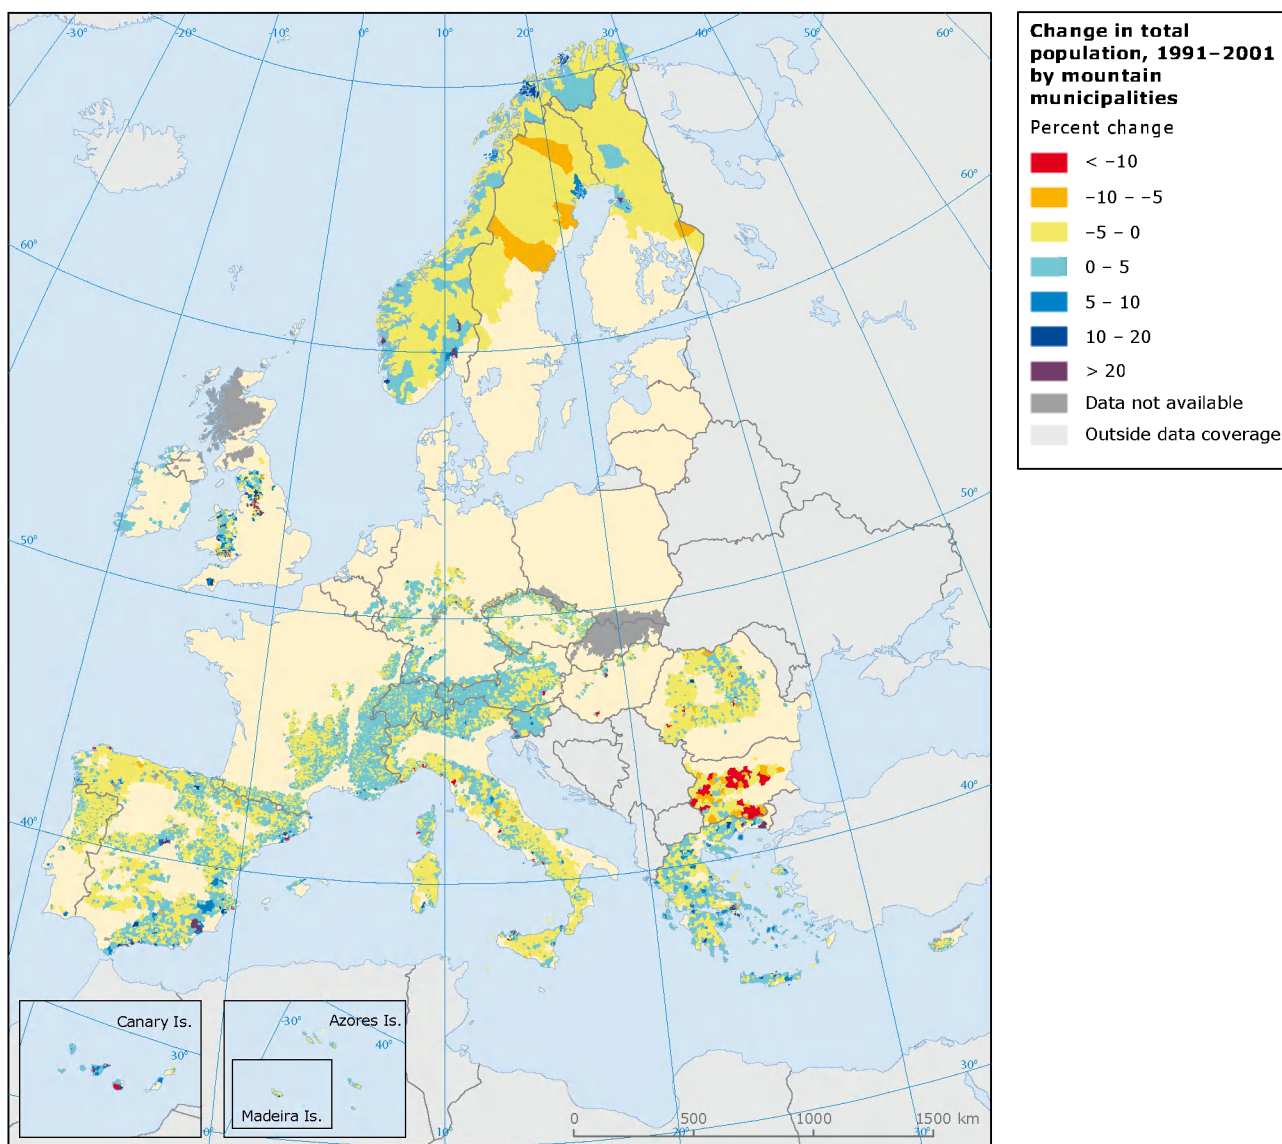 -30°
-20°
-10°
0°
10°
20°
30°
40°
50°
60°
60°
60°
50°
50°
40°
40°
30°
Canary Is.
30°
-30°
Azores Is.
40°
Madeira Is.
0°
10°
20°
30°
0
500
1000
1500 km
Change in total
population, 1991–2001
by mountain
municipalities
Percent change
< –10
–10 – –5
–5 – 0
0 – 5
5 – 10
10 – 20
> 20
Data not available
Outside data coverage